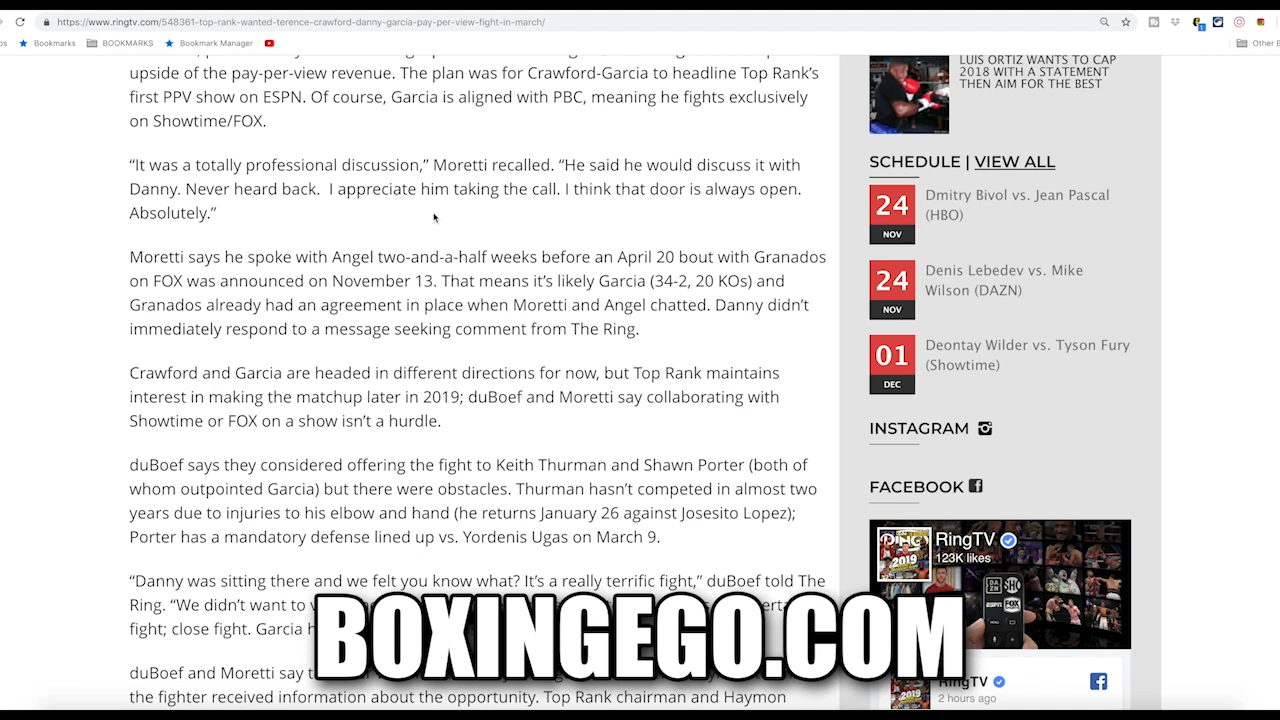 https://www.ringtv.com/548361-top-rank-wanted-terence-crawford-danny-garcia-pay-per-view-fight-in-march/
Bookmarks
BOOKMARKS
Bookmark Manager
Other B
upside of the pay-per-view revenue. The plan was for Crawford-Garcia to headline Top Rank’s
first PPV show on ESPN. Of course, Garcia is aligned with PBC, meaning he fights exclusively
on Showtime/FOX.
“It was a totally professional discussion,” Moretti recalled. “He said he would discuss it with
Danny. Never heard back.  I appreciate him taking the call. I think that door is always open.
Absolutely.”
Moretti says he spoke with Angel two-and-a-half weeks before an April 20 bout with Granados
on FOX was announced on November 13. That means it’s likely Garcia (34-2, 20 KOs) and
Granados already had an agreement in place when Moretti and Angel chatted. Danny didn’t
immediately respond to a message seeking comment from The Ring.
Crawford and Garcia are headed in different directions for now, but Top Rank maintains
interest in making the matchup later in 2019; duBoef and Moretti say collaborating with
Showtime or FOX on a show isn’t a hurdle.
duBoef says they considered offering the fight to Keith Thurman and Shawn Porter (both of
whom outpointed Garcia) but there were obstacles. Thurman hasn’t competed in almost two
years due to injuries to his elbow and hand (he returns January 26 against Josesito Lopez);
Porter has a mandatory defense lined up vs. Yordenis Ugas on March 9.
“Danny was sitting there and we felt you know what? It’s a really terrific fight,” duBoef told The
Ring. “We didn’t want to
fight; close fight. Garcia
duBoef and Moretti say
the fighter received information about the opportunity. Top Rank chairman and Haymon
LUIS ORTIZ WANTS TO CAP
2018 WITH A STATEMENT
THEN AIM FOR THE BEST
SCHEDULE | VIEW ALL
24
NOV
Dmitry Bivol vs. Jean Pascal
(HBO)
24
NOV
Denis Lebedev vs. Mike
Wilson (DAZN)
01
DEC
Deontay Wilder vs. Tyson Fury
(Showtime)
INSTAGRAM
FACEBOOK
RingTV
123K likes
2019
DAZN
SHO
ESPN
FOX
RingTV
2 hours ago
BOXINGEGO.COM